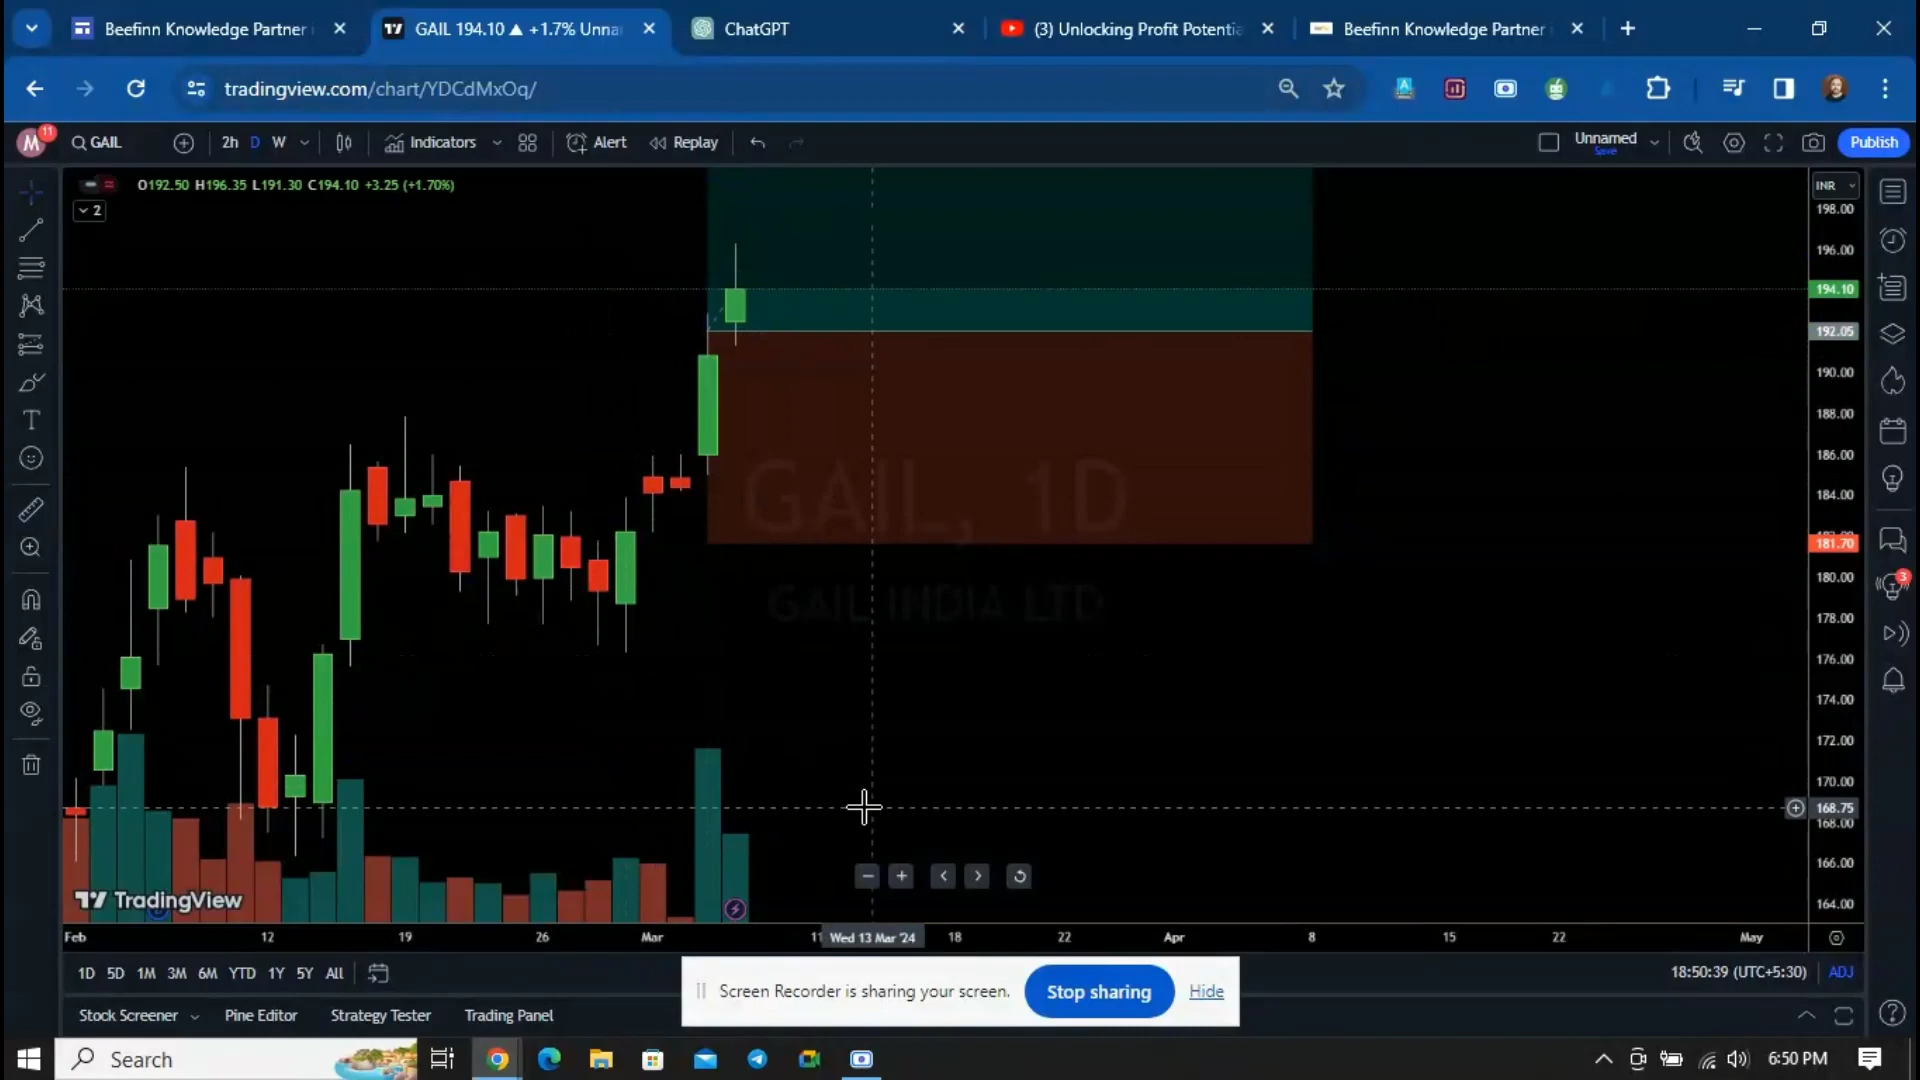 Beefinn Knowledge Partner
GAIL 194.10 ▲ +1.7% Unna
ChatGPT
(3) Unlocking Profit Potentia
Beefinn Knowledge Partner
tradingview.com/chart/YDCdMxOq/
M
11
GAIL
2h
D
W
Indicators
Alert
Replay
Unnamed
Save
Publish
O192.50 H196.35 L191.30 C194.10 +3.25 (+1.70%)
2
INR
198.00
196.00
194.10
192.05
190.00
188.00
186.00
184.00
181.70
180.00
178.00
176.00
174.00
172.00
170.00
168.75
168.00
166.00
164.00
GAIL, 1D
GAIL INDIA LTD
3
TradingView
Feb
12
19
26
Mar
11
Wed 13 Mar '24
18
22
Apr
8
15
22
May
1D 5D 1M 3M 6M YTD 1Y 5Y All
18:50:39 (UTC+5:30)
ADJ
Screen Recorder is sharing your screen.
Stop sharing
Hide
Stock Screener
Pine Editor
Strategy Tester
Trading Panel
Search
6:50 PM